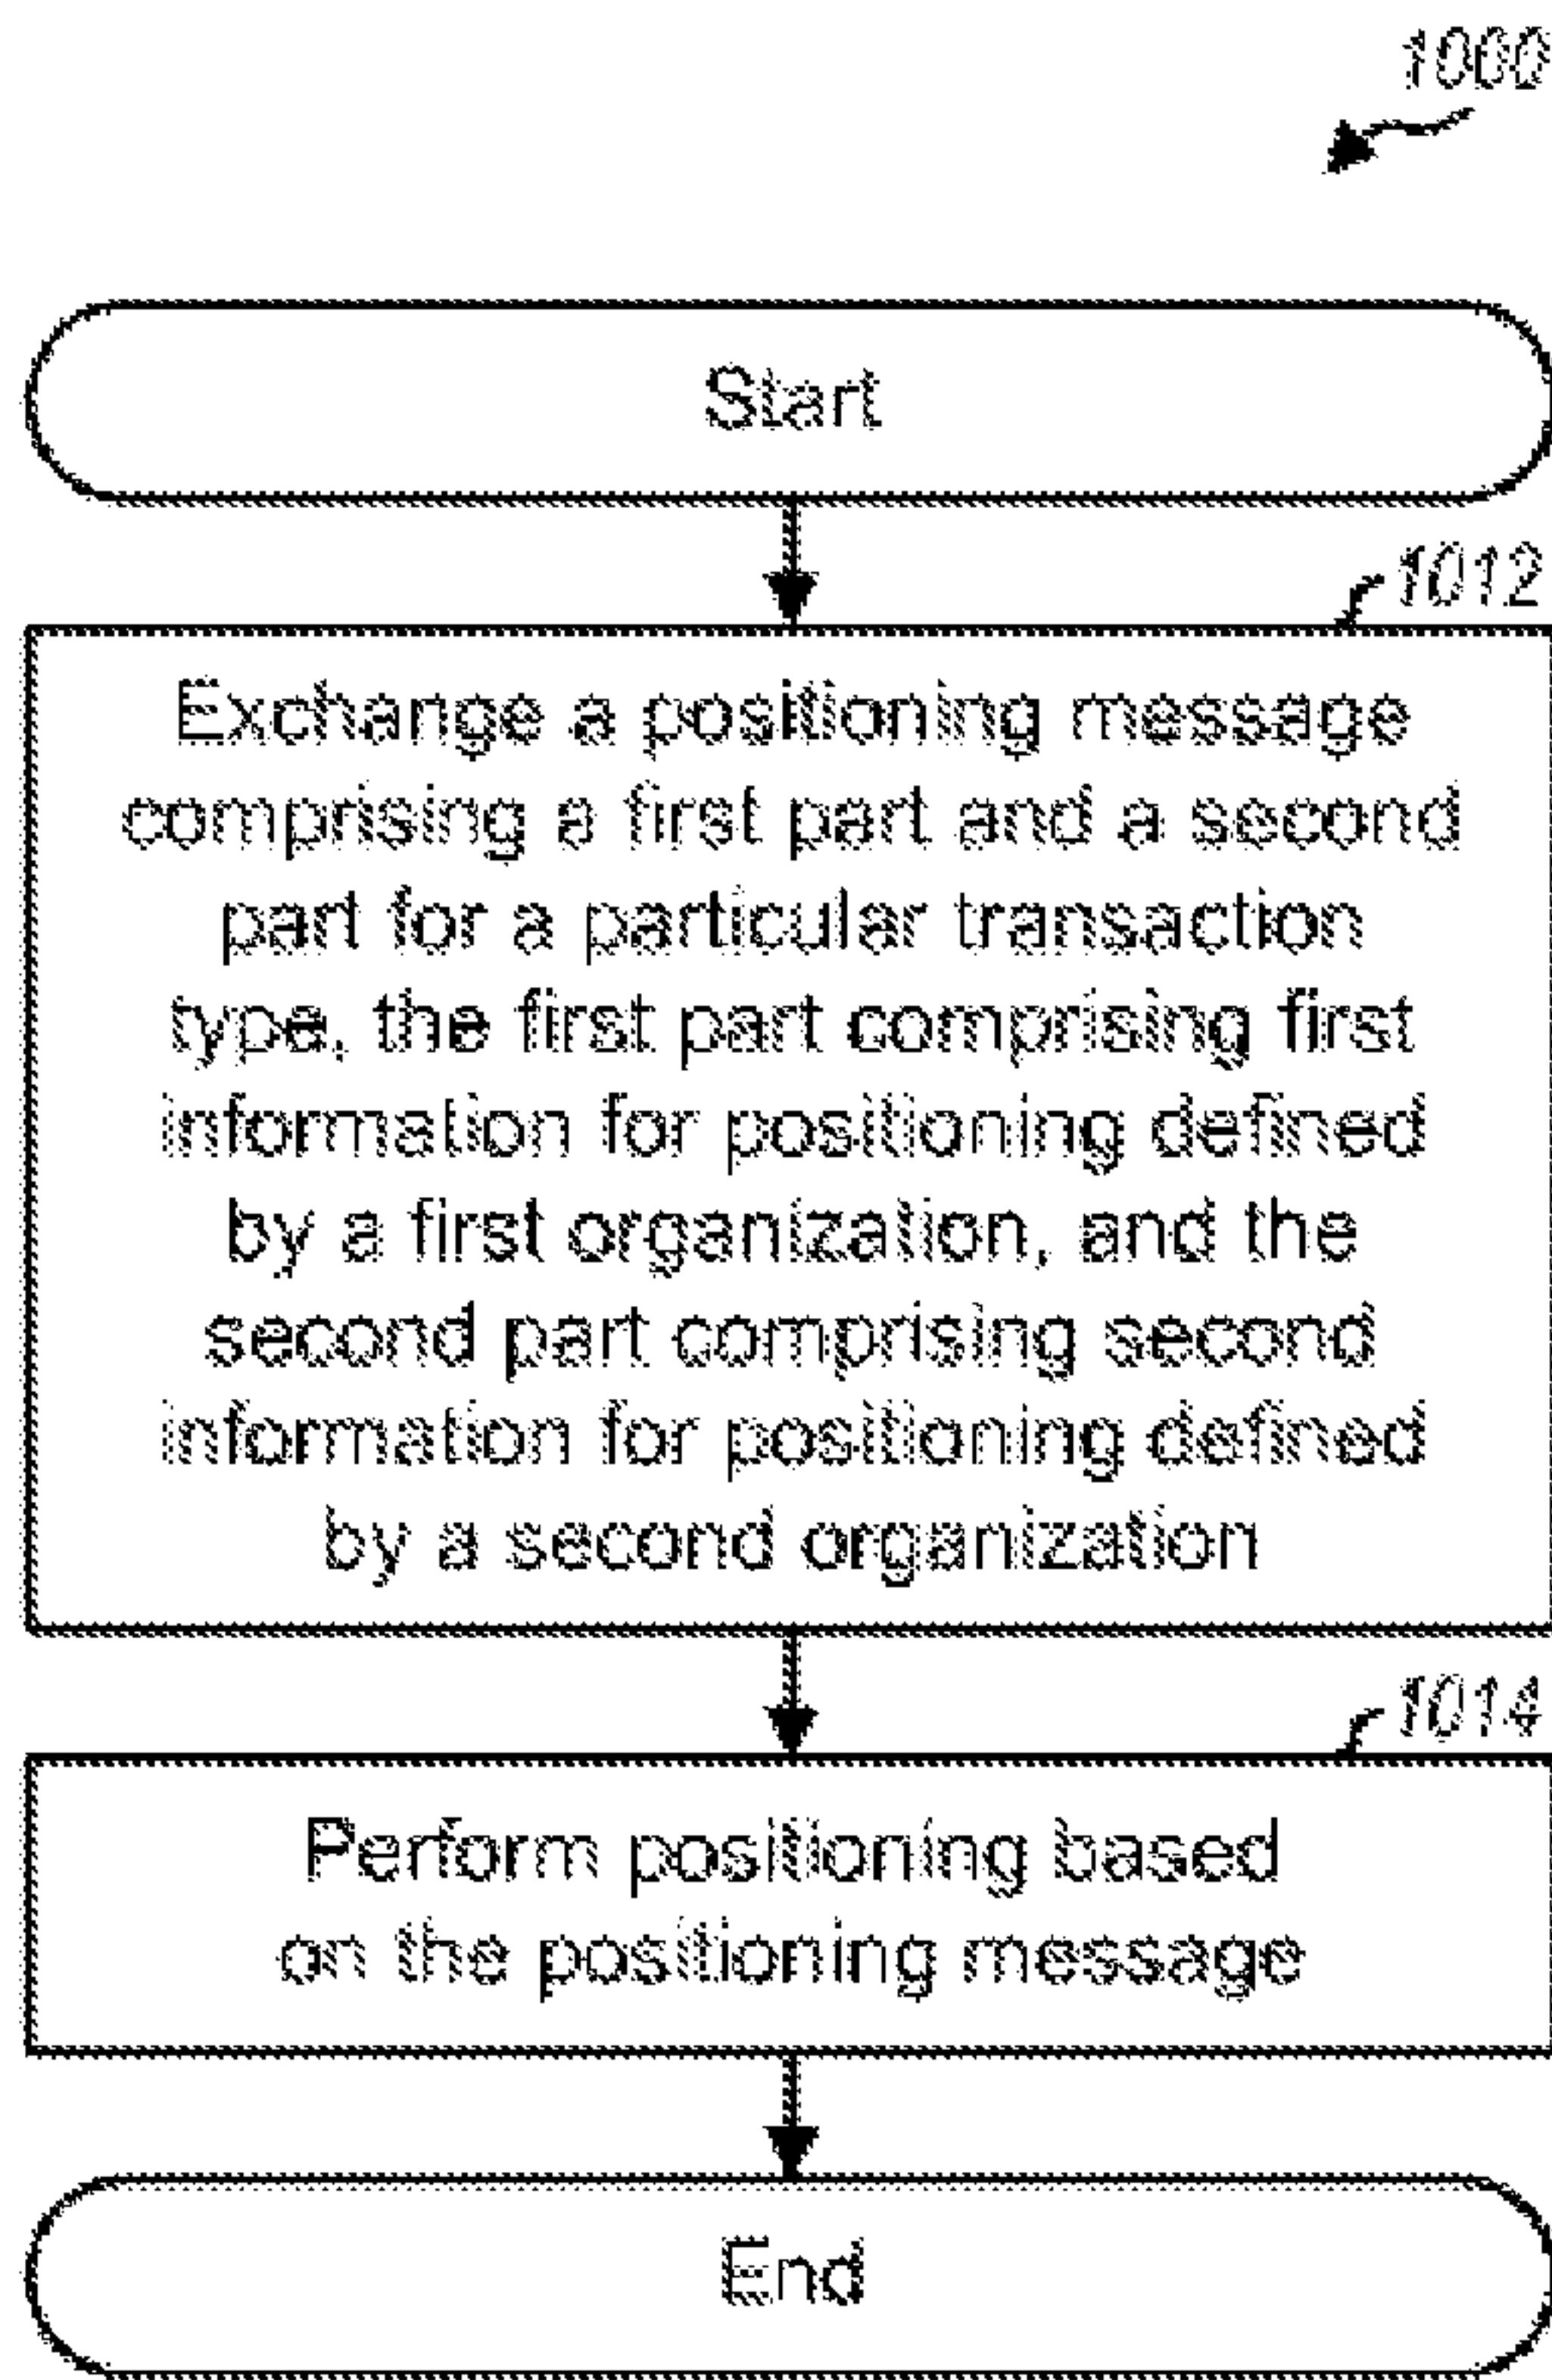 1000
Start
1012
Exchange a positioning message
comprising a first part and a second
part for a particular transaction
type, the first part comprising first
information for positioning defined
by a first organization, and the
second part comprising second
information for positioning defined
by a second organization
1014
Perform positioning based
on the positioning message
End